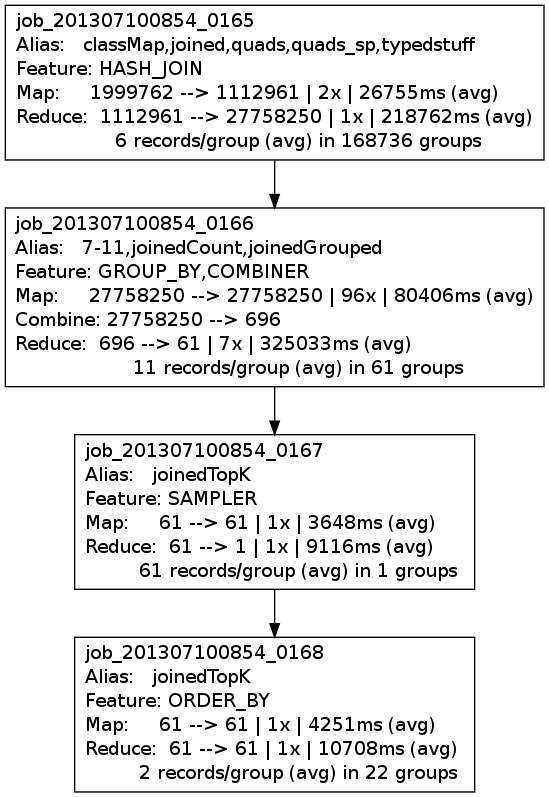 job_201307100854_0165
Alias: classMap,joined,quads,quads_sp,typedstuff
Feature: HASH_JOIN
Map: 1999762 --> 1112961 | 2x | 26755ms (avg)
Reduce: 1112961 --> 27758250 | 1x | 218762ms (avg)
6 records/group (avg) in 168736 groups
job_201307100854_0166
Alias: 7-11,joinedCount,joinedGrouped
Feature: GROUP_BY,COMBINER
Map: 27758250 --> 27758250 | 96x | 80406ms (avg)
Combine: 27758250 --> 696
Reduce: 696 --> 61 | 7x | 325033ms (avg)
11 records/group (avg) in 61 groups
job_201307100854_0167
Alias: joinedTopK
Feature: SAMPLER
Map: 61 --> 61 | 1x | 3648ms (avg)
Reduce: 61 --> 1 | 1x | 9116ms (avg)
61 records/group (avg) in 1 groups
job_201307100854_0168
Alias: joinedTopK
Feature: ORDER_BY
Map: 61 --> 61 | 1x | 4251ms (avg)
Reduce: 61 --> 61 | 1x | 10708ms (avg)
2 records/group (avg) in 22 groups